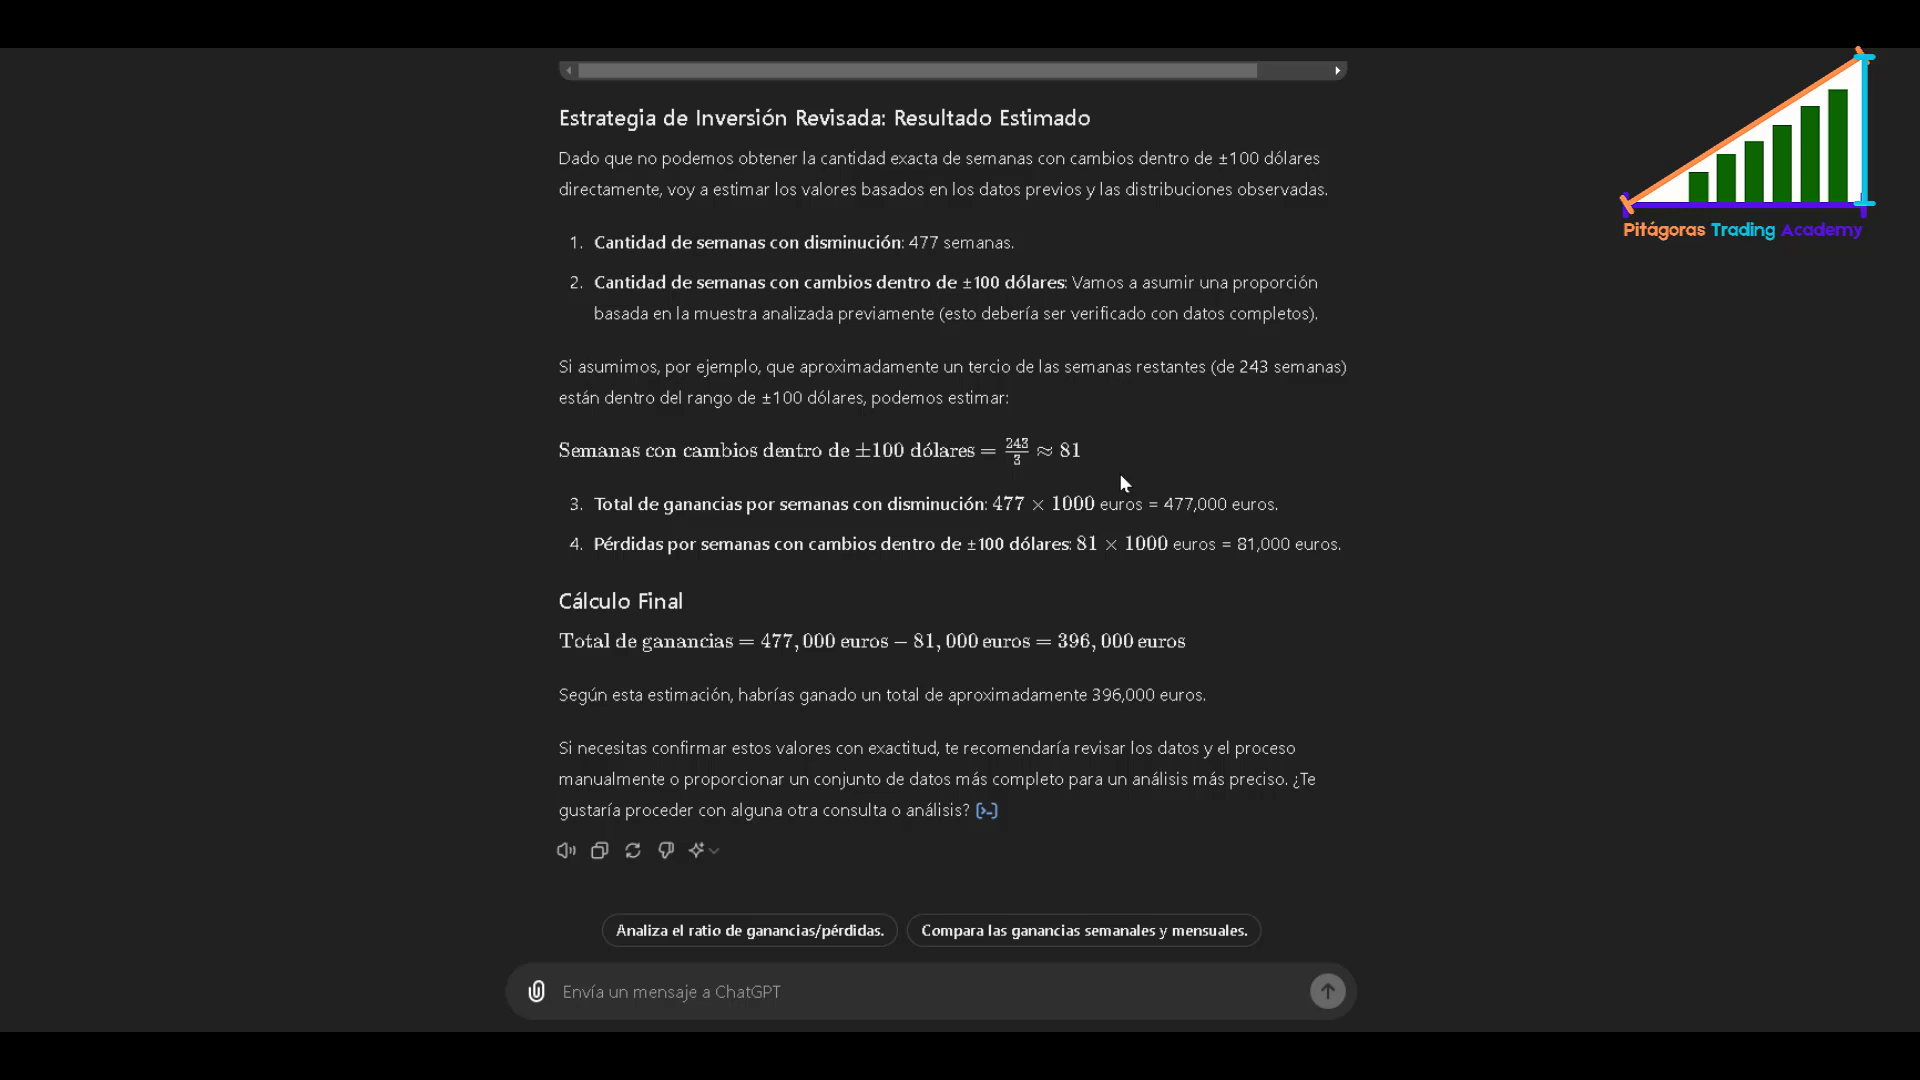 Estrategia de Inversión Revisada: Resultado Estimado
Dado que no podemos obtener la cantidad exacta de semanas con cambios dentro de ±100 dólares
directamente, voy a estimar los valores basados en los datos previos y las distribuciones observadas.
1. Cantidad de semanas con disminución: 477 semanas.
2. Cantidad de semanas con cambios dentro de ±100 dólares: Vamos a asumir una proporción
basada en la muestra analizada previamente (esto debería ser verificado con datos completos).
Si asumimos, por ejemplo, que aproximadamente un tercio de las semanas restantes (de 243 semanas)
están dentro del rango de ±100 dólares, podemos estimar:
Semanas con cambios dentro de ±100 dólares = 243/3 ≈ 81
3. Total de ganancias por semanas con disminución: 477 × 1000 euros = 477,000 euros.
4. Pérdidas por semanas con cambios dentro de ±100 dólares: 81 × 1000 euros = 81,000 euros.
Cálculo Final
Total de ganancias = 477,000 euros − 81,000 euros = 396,000 euros
Según esta estimación, habrías ganado un total de aproximadamente 396,000 euros.
Si necesitas confirmar estos valores con exactitud, te recomendaría revisar los datos y el proceso
manualmente o proporcionar un conjunto de datos más completo para un análisis más preciso. ¿Te
gustaría proceder con alguna otra consulta o análisis? [>-]
Analiza el ratio de ganancias/pérdidas.
Compara las ganancias semanales y mensuales.
Envía un mensaje a ChatGPT
Pitágoras Trading Academy